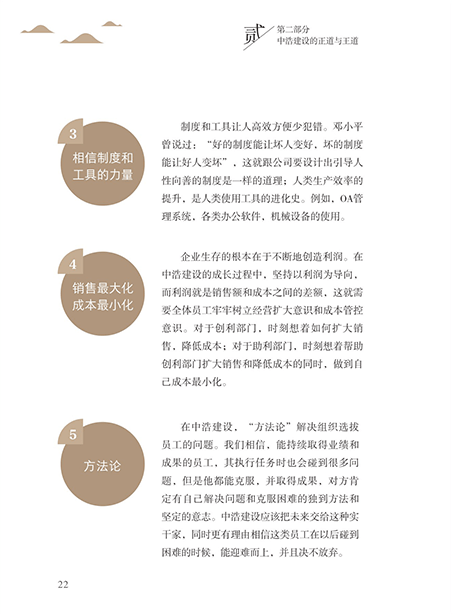 贰
第二部分
中浩建设的正道与王道
3
相信制度和
工具的力量
制度和工具让人高效方便少犯错。邓小平
曾说过；“好的制度能让坏人变好，坏的制度
能让好人变坏”，这就跟公司要设计出引导人
性向善的制度是一样的道理；人类生产效率的
提升，是人类使用工具的进化史。例如，OA管
理系统，各类办公软件，机械设备的使用。
4
销售最大化
成本最小化
企业生存的根本在于不断地创造利润。在
中浩建设的成长过程中，坚持以利润为导向，
而利润就是销售额和成本之间的差额，这就需
要全体员工牢牢树立经营扩大意识和成本管控
意识。对于创利部门，时刻想着如何扩大销
售，降低成本；对于助利部门，时刻想着帮助
创利部门扩大销售和降低成本的同时，做到自
己成本最小化。
5
方法论
在中浩建设，“方法论”解决组织选拔
员工的问题。我们相信，能持续取得业绩和
成果的员工，其执行任务时也会碰到很多问
题，但是他都能克服，并取得成果，对方肯
定有自己解决问题和克服困难的独到方法和
坚定的意志。中浩建设应该把未来交给这种实
干家，同时更有理由相信这类员工在以后碰到
困难的时候，能迎难而上，并且决不放弃。
22